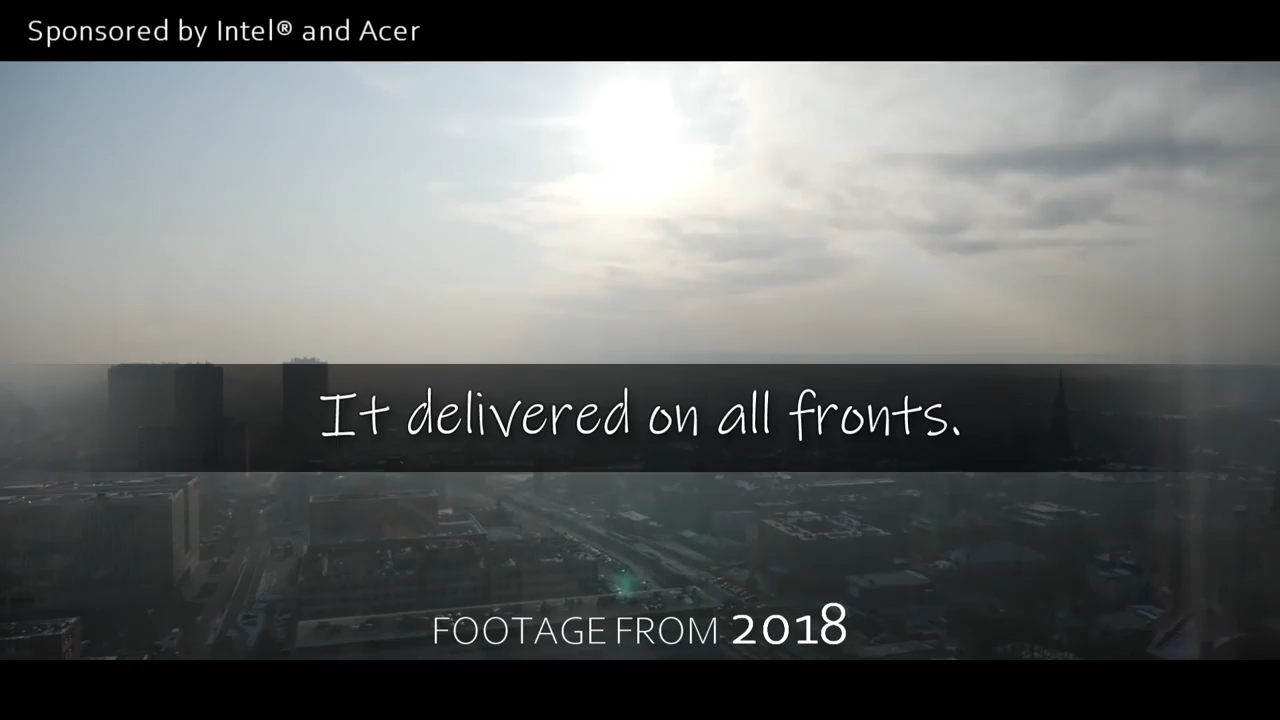 Sponsored by Intel® and Acer
It delivered on all fronts.
FOOTAGE FROM 2018